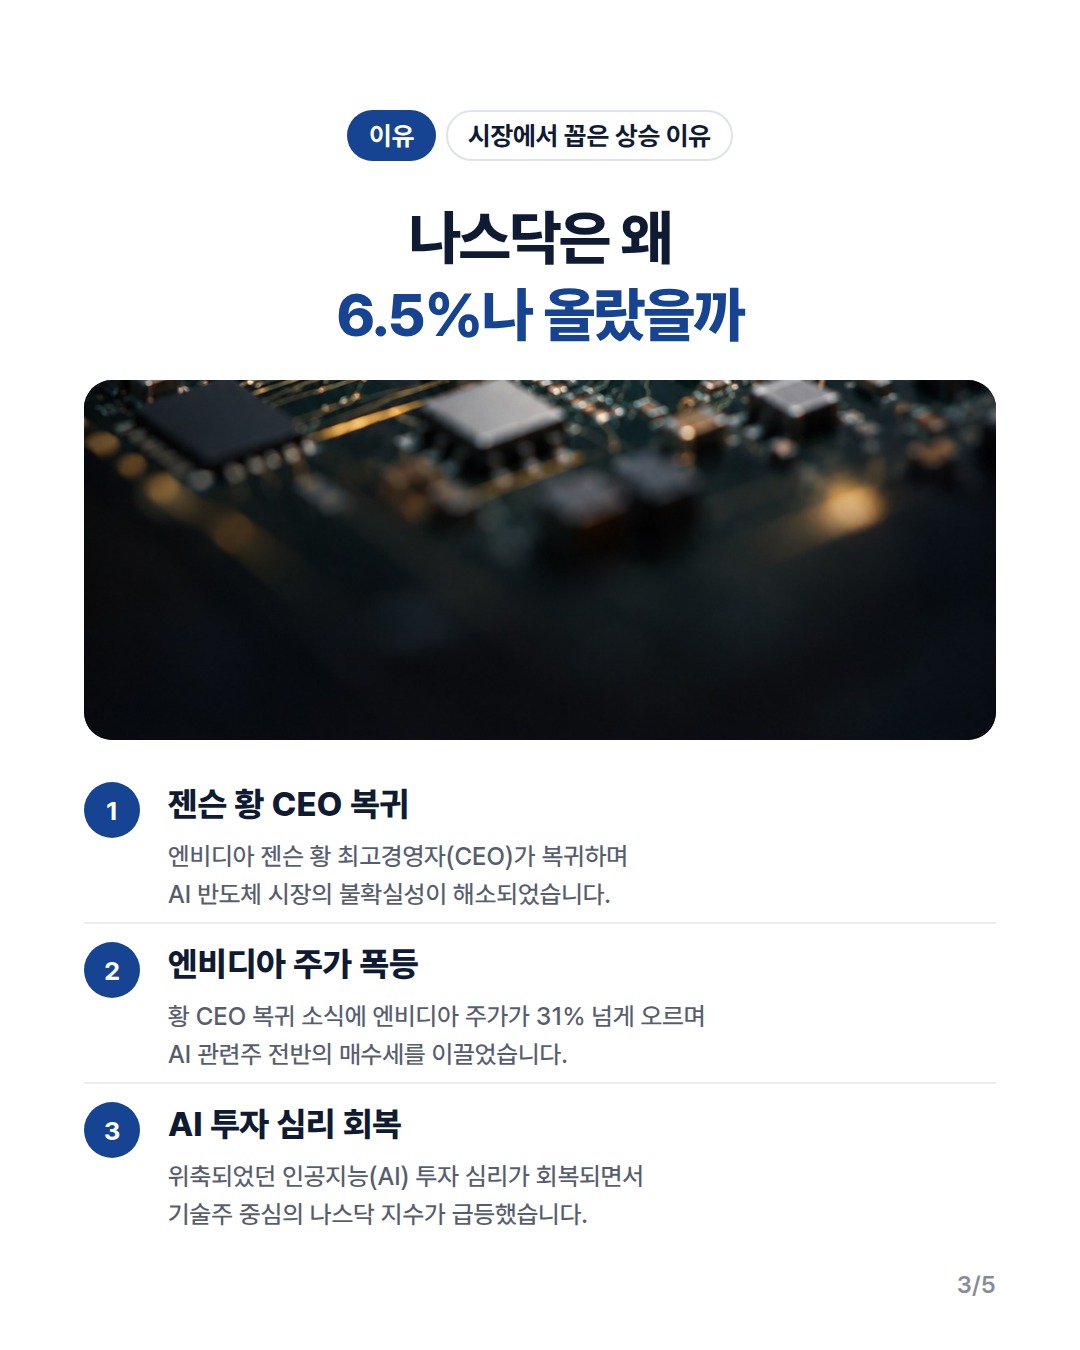 이유
시장에서 꼽은 상승 이유
나스닥은 왜
6.5%나 올랐을까
1
젠슨 황 CEO 복귀
엔비디아 젠슨 황 최고경영자(CEO)가 복귀하며
AI 반도체 시장의 불확실성이 해소되었습니다.
2
엔비디아 주가 폭등
황 CEO 복귀 소식에 엔비디아 주가가 31% 넘게 오르며
AI 관련주 전반의 매수세를 이끌었습니다.
3
AI 투자 심리 회복
위축되었던 인공지능(AI) 투자 심리가 회복되면서
기술주 중심의 나스닥 지수가 급등했습니다.
3/5